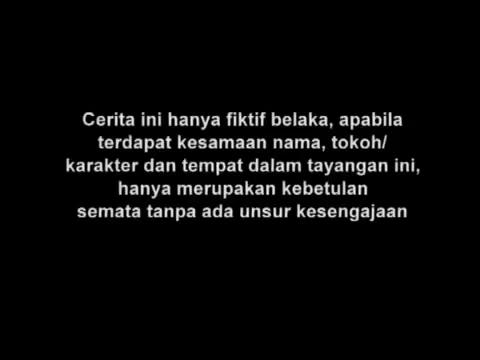 Cerita ini hanya fiktif belaka, apabila
terdapat kesamaan nama, tokoh/
karakter dan tempat dalam tayangan ini,
hanya merupakan kebetulan
semata tanpa ada unsur kesengajaan